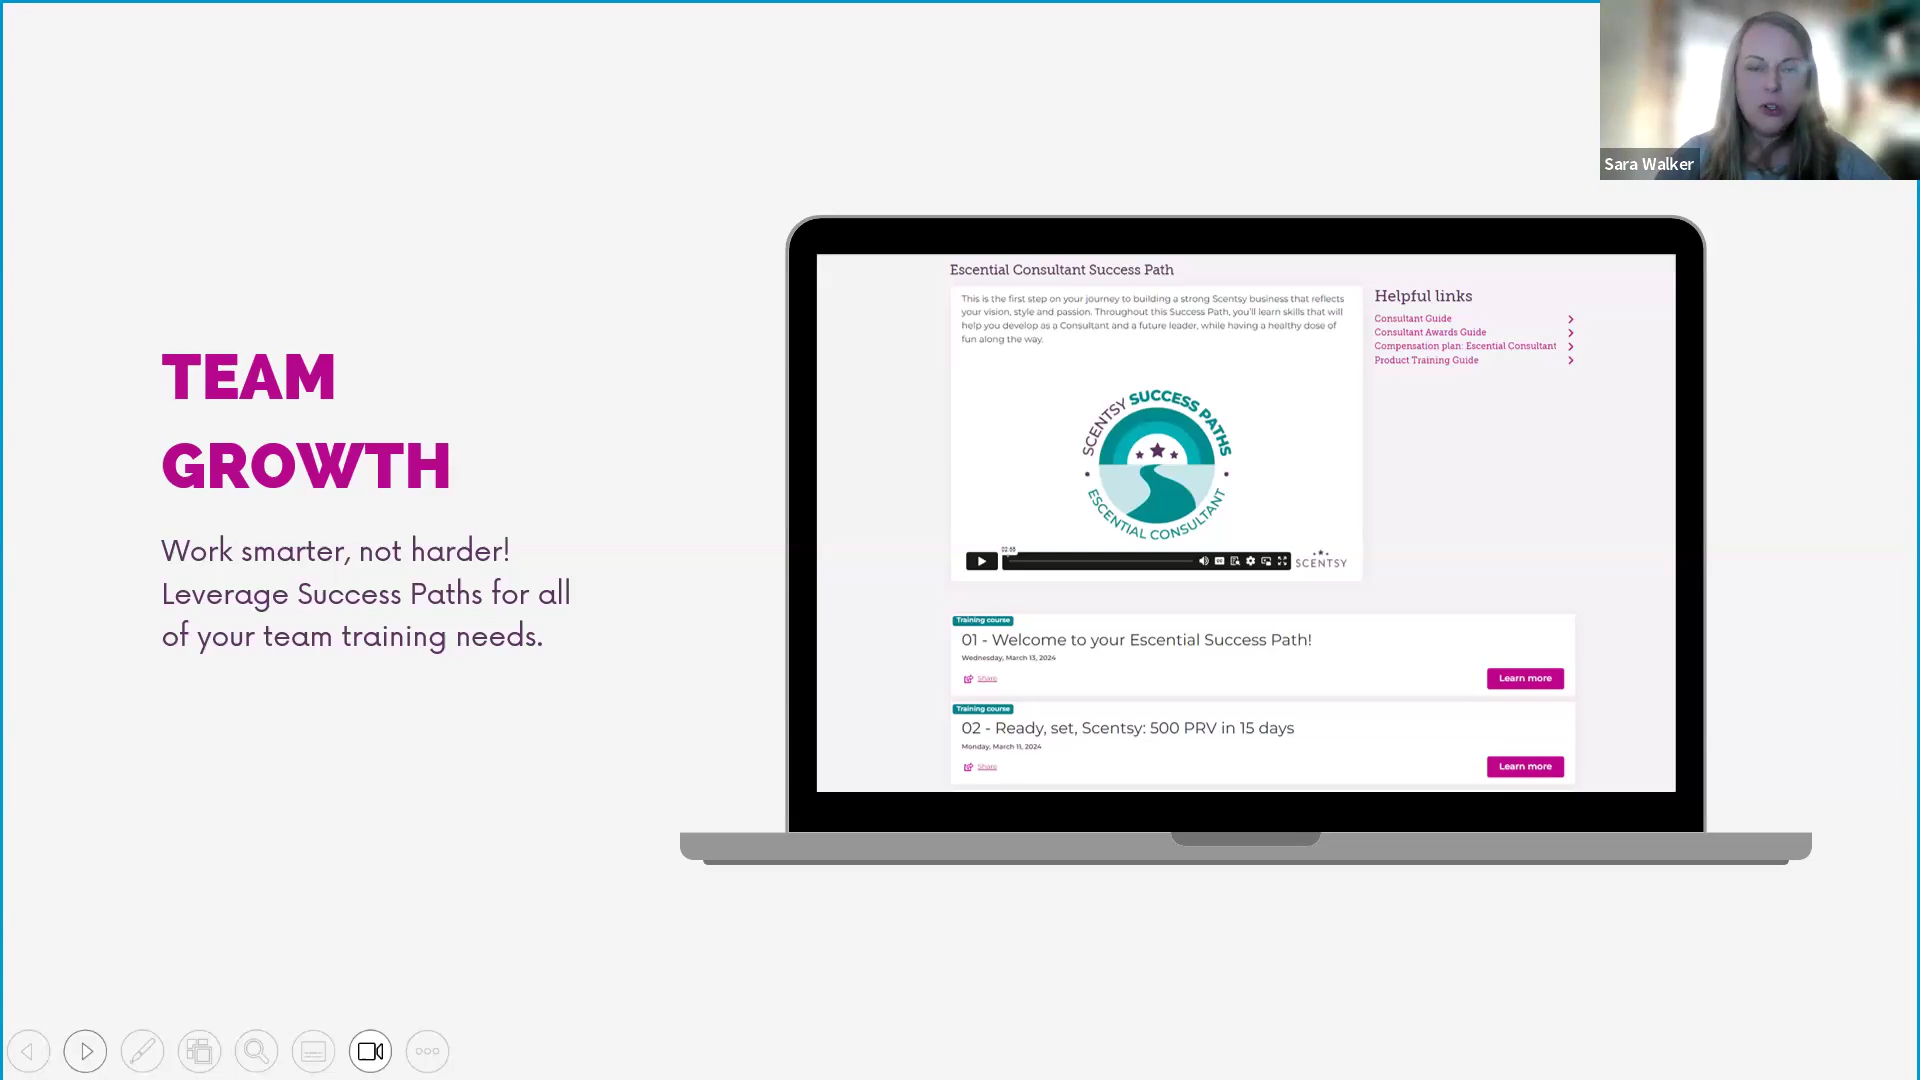 Sara Walker
TEAM
GROWTH
Work smarter, not harder!
Leverage Success Paths for all
of your team training needs.
Escential Consultant Success Path
This is the first step on your journey to building a strong Scentsy business that reflects
your vision, style and passion. Throughout this Success Path, you'll learn skills that will
help you develop as a Consultant and a future leader, while having a healthy dose of
fun along the way.
SCENTSY SUCCESS PATHS
ESCENTIAL CONSULTANT
SCENTSY
Helpful links
Consultant Guide
Consultant Awards Guide
Compensation plan: Escential Consultant
Product Training Guide
Training course
01 - Welcome to your Escential Success Path!
Wednesday, March 13, 2024
Share
Learn more
Training course
02 - Ready, set, Scentsy: 500 PRV in 15 days
Monday, March 11, 2024
Share
Learn more